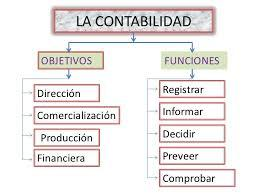 LA CONTABILIDAD
OBJETIVOS
Dirección
Comercialización
Producción
Financiera
FUNCIONES
Registrar
Informar
Decidir
Preveer
Comprobar